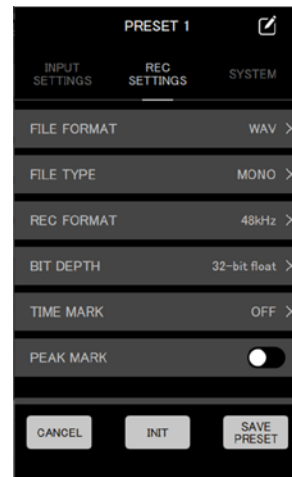 PRESET 1
INPUT SETTINGS
REC SETTINGS
SYSTEM
FILE FORMAT WAV
FILE TYPE MONO
REC FORMAT 48kHz
BIT DEPTH 32-bit float
TIME MARK OFF
PEAK MARK
CANCEL
INIT
SAVE PRESET